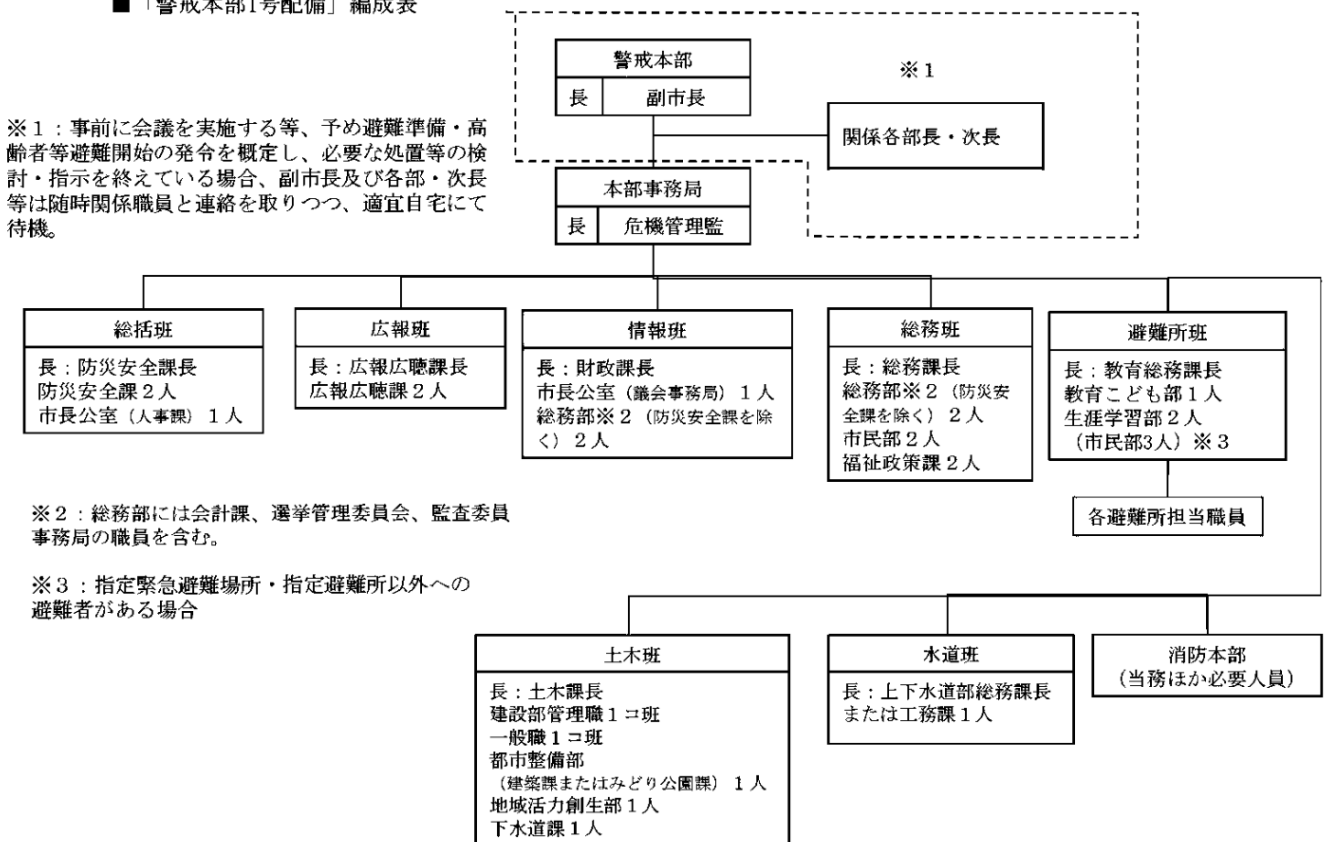 ■「警戒本部1号配備」編成表
警戒本部
長 副市長
※1
関係各部長・次長
※1：事前に会議を実施する等、予め避難準備・高
齢者等避難開始の発令を概定し、必要な処置等の検
討・指示を終えている場合、副市長及び各部・次長
等は随時関係職員と連絡を取りつつ、適宜自宅にて
待機。
本部事務局
長 危機管理監
総括班
長：防災安全課長
防災安全課2人
市長公室（人事課）1人
広報班
長：広報広聴課長
広報広聴課2人
情報班
長：財政課長
市長公室（議会事務局）1人
総務部※2（防災安全課を除
く）2人
総務班
長：総務課長
総務部※2（防災安
全課を除く）2人
市民部2人
福祉政策課2人
避難所班
長：教育総務課長
教育こども部1人
生涯学習部2人
（市民部3人）※3
各避難所担当職員
※2：総務部には会計課、選挙管理委員会、監査委員
事務局の職員を含む。
※3：指定緊急避難場所・指定避難所以外への
避難者がある場合
土木班
長：土木課長
建設部管理職1コ班
一般職1コ班
都市整備部
（建築課またはみどり公園課）1人
地域活力創生部1人
下水道課1人
水道班
長：上下水道部総務課長
または工務課1人
消防本部
（当務ほか必要人員）